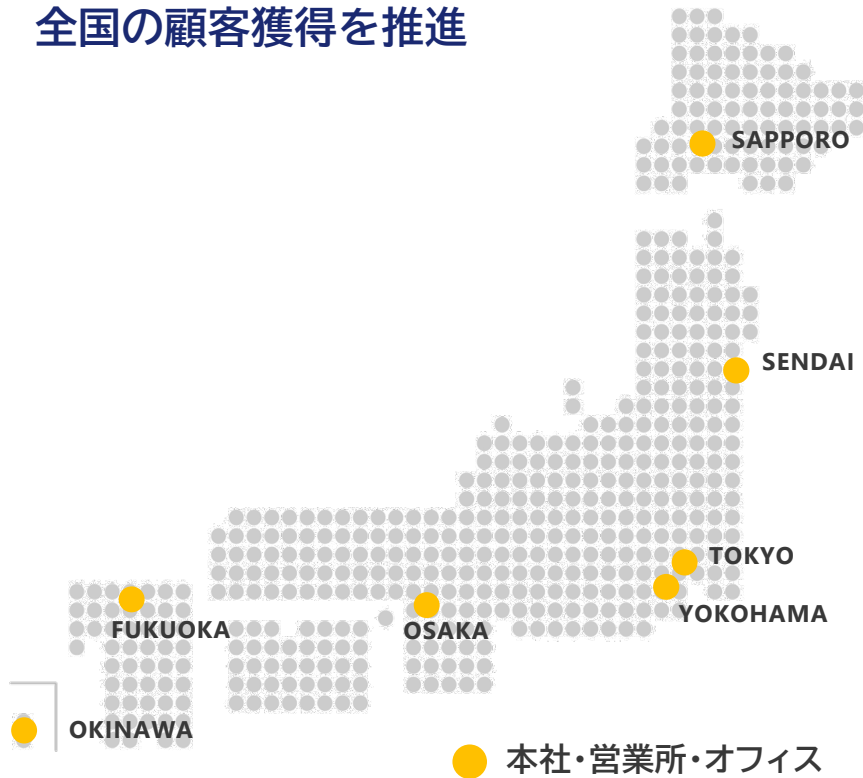 全国の顧客獲得を推進
SAPPORO
SENDAI
TOKYO
YOKOHAMA
FUKUOKA
OSAKA
OKINAWA
本社・営業所・オフィス